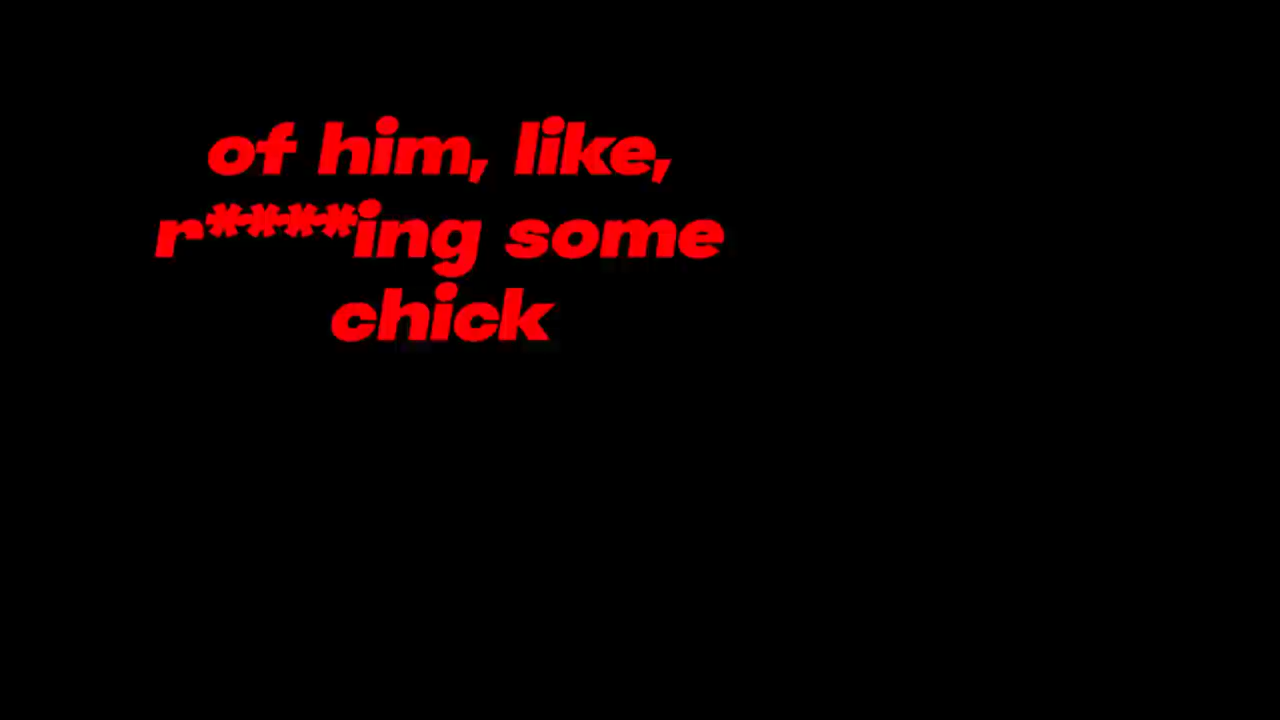 of him, like,
r****ing some
chick